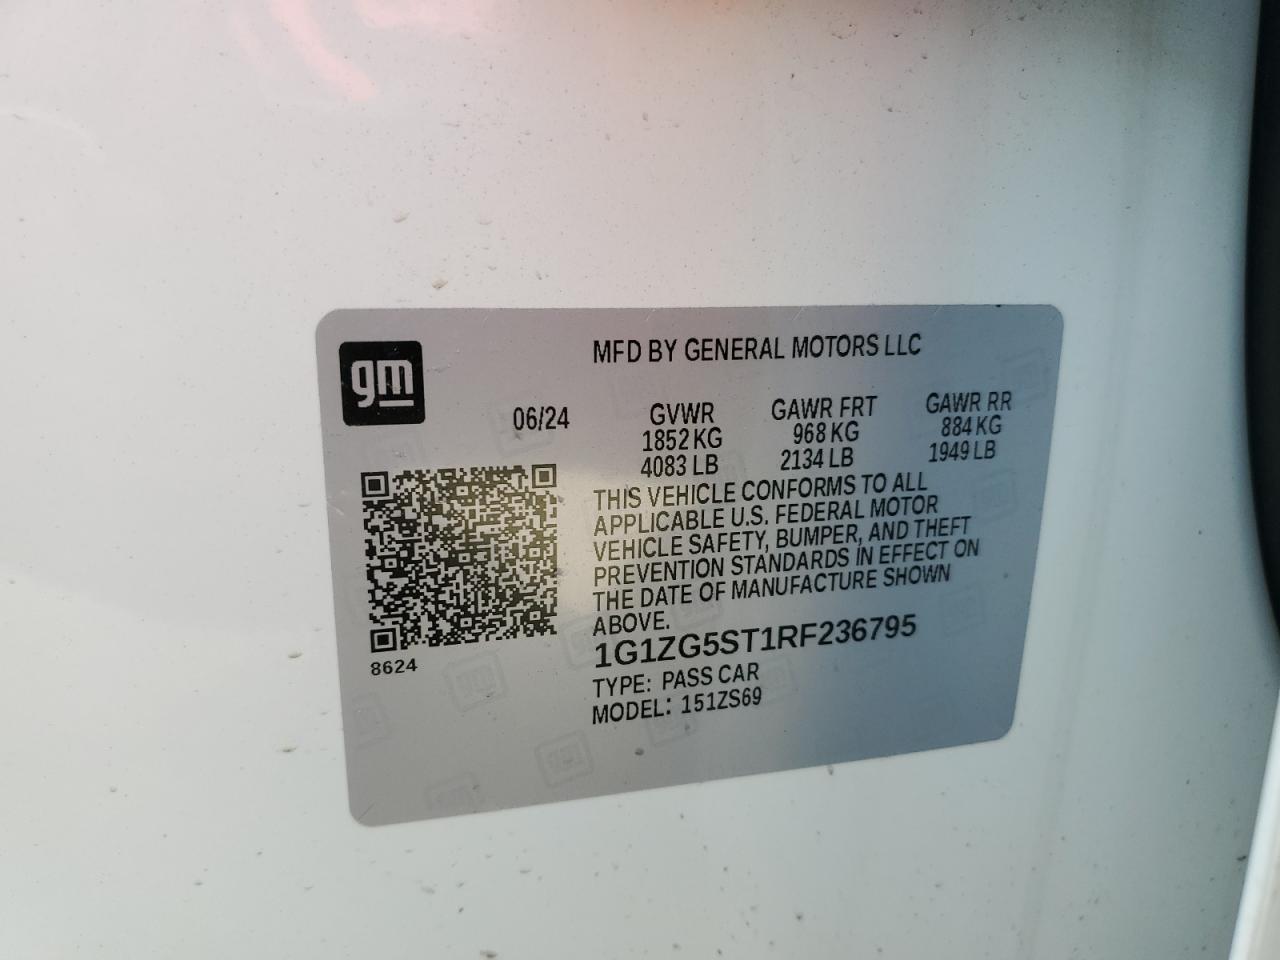 gm
MFD BY GENERAL MOTORS LLC
06/24 GVWR GAWR FRT GAWR RR
1852 KG 968 KG 884 KG
4083 LB 2134 LB 1949 LB
THIS VEHICLE CONFORMS TO ALL
APPLICABLE U.S. FEDERAL MOTOR
VEHICLE SAFETY, BUMPER, AND THEFT
PREVENTION STANDARDS IN EFFECT ON
THE DATE OF MANUFACTURE SHOWN
ABOVE.
1G1ZG5ST1RF236795
8624
TYPE: PASS CAR
MODEL: 151ZS69